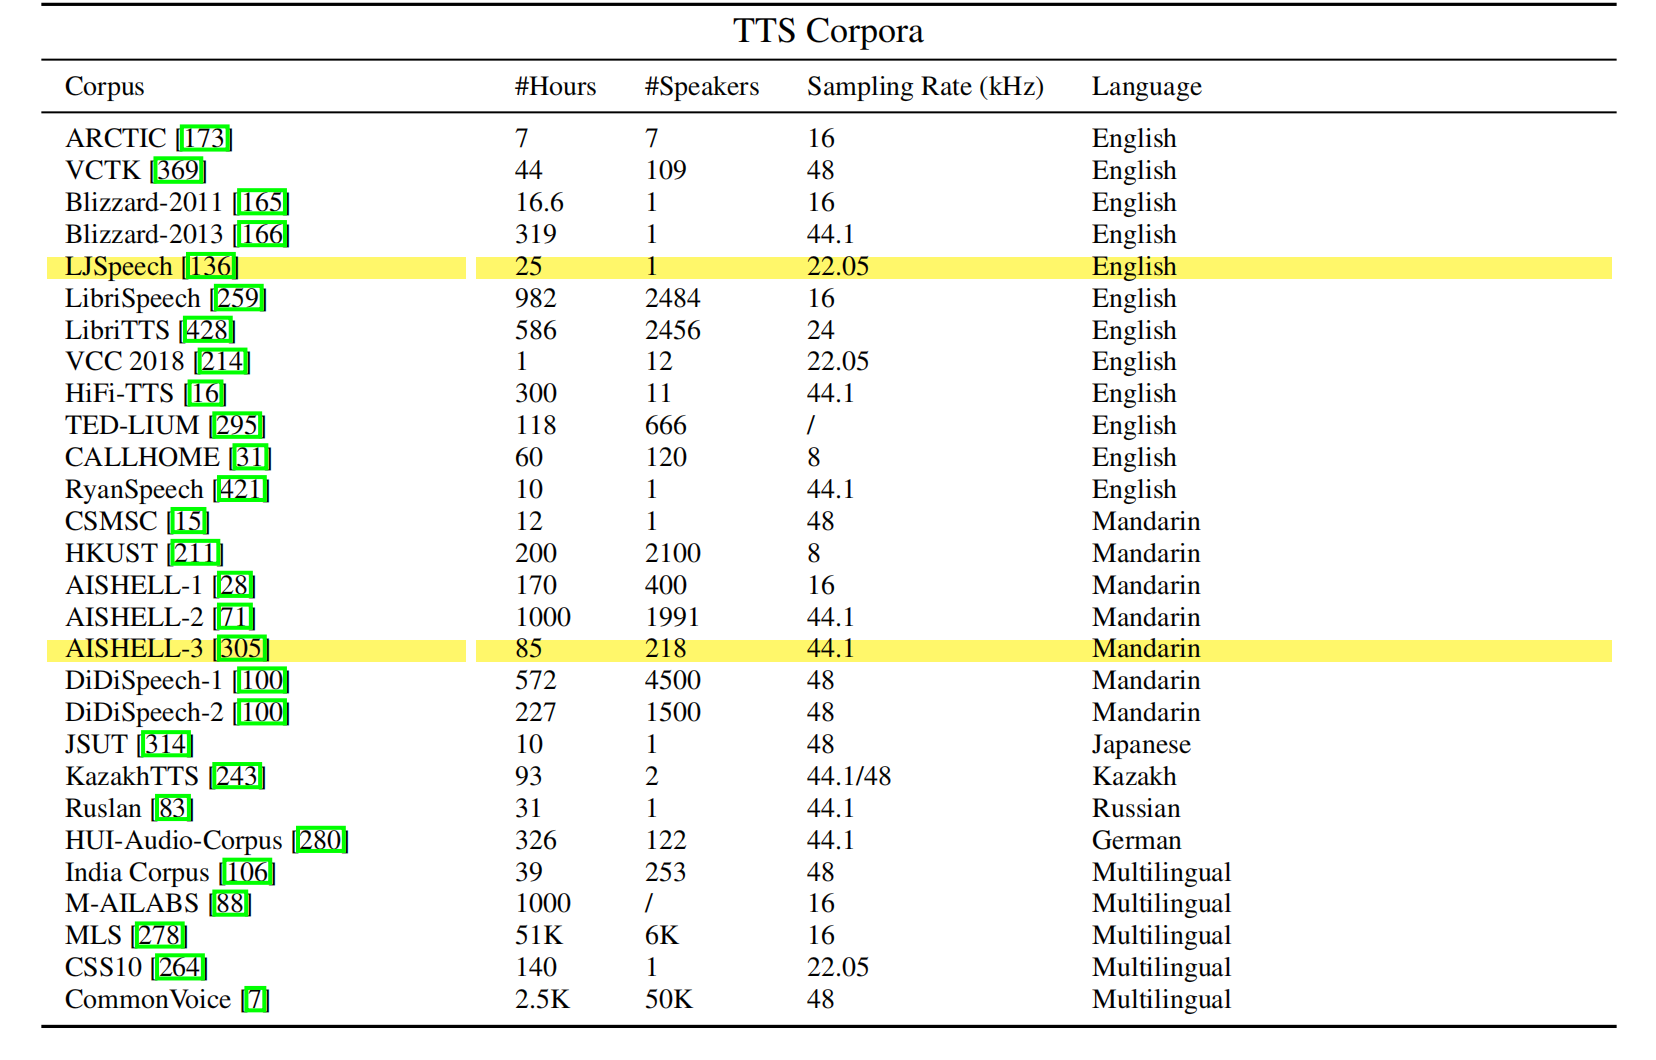 TTS Corpora
Corpus #Hours #Speakers Sampling Rate (kHz) Language
ARCTIC [173] 7 7 16 English
VCTK [369] 44 109 48 English
Blizzard-2011 [165] 16.6 1 16 English
Blizzard-2013 [166] 319 1 44.1 English
LJSpeech [136] 25 1 22.05 English
LibriSpeech [259] 982 2484 16 English
LibriTTS [428] 586 2456 24 English
VCC 2018 [214] 1 12 22.05 English
HiFi-TTS [16] 300 11 44.1 English
TED-LIUM [295] 118 666 / English
CALLHOME [31] 60 120 8 English
RyanSpeech [421] 10 1 44.1 English
CSMSC [15] 12 1 48 Mandarin
HKUST [211] 200 2100 8 Mandarin
AISHELL-1 [28] 170 400 16 Mandarin
AISHELL-2 [71] 1000 1991 44.1 Mandarin
AISHELL-3 [305] 85 218 44.1 Mandarin
DiDiSpeech-1 [100] 572 4500 48 Mandarin
DiDiSpeech-2 [100] 227 1500 48 Mandarin
JSUT [314] 10 1 48 Japanese
KazakhTTS [243] 93 2 44.1/48 Kazakh
Ruslan [83] 31 1 44.1 Russian
HUI-Audio-Corpus [280] 326 122 44.1 German
India Corpus [106] 39 253 48 Multilingual
M-AILABS [88] 1000 / 16 Multilingual
MLS [278] 51K 6K 16 Multilingual
CSS10 [264] 140 1 22.05 Multilingual
CommonVoice [7] 2.5K 50K 48 Multilingual